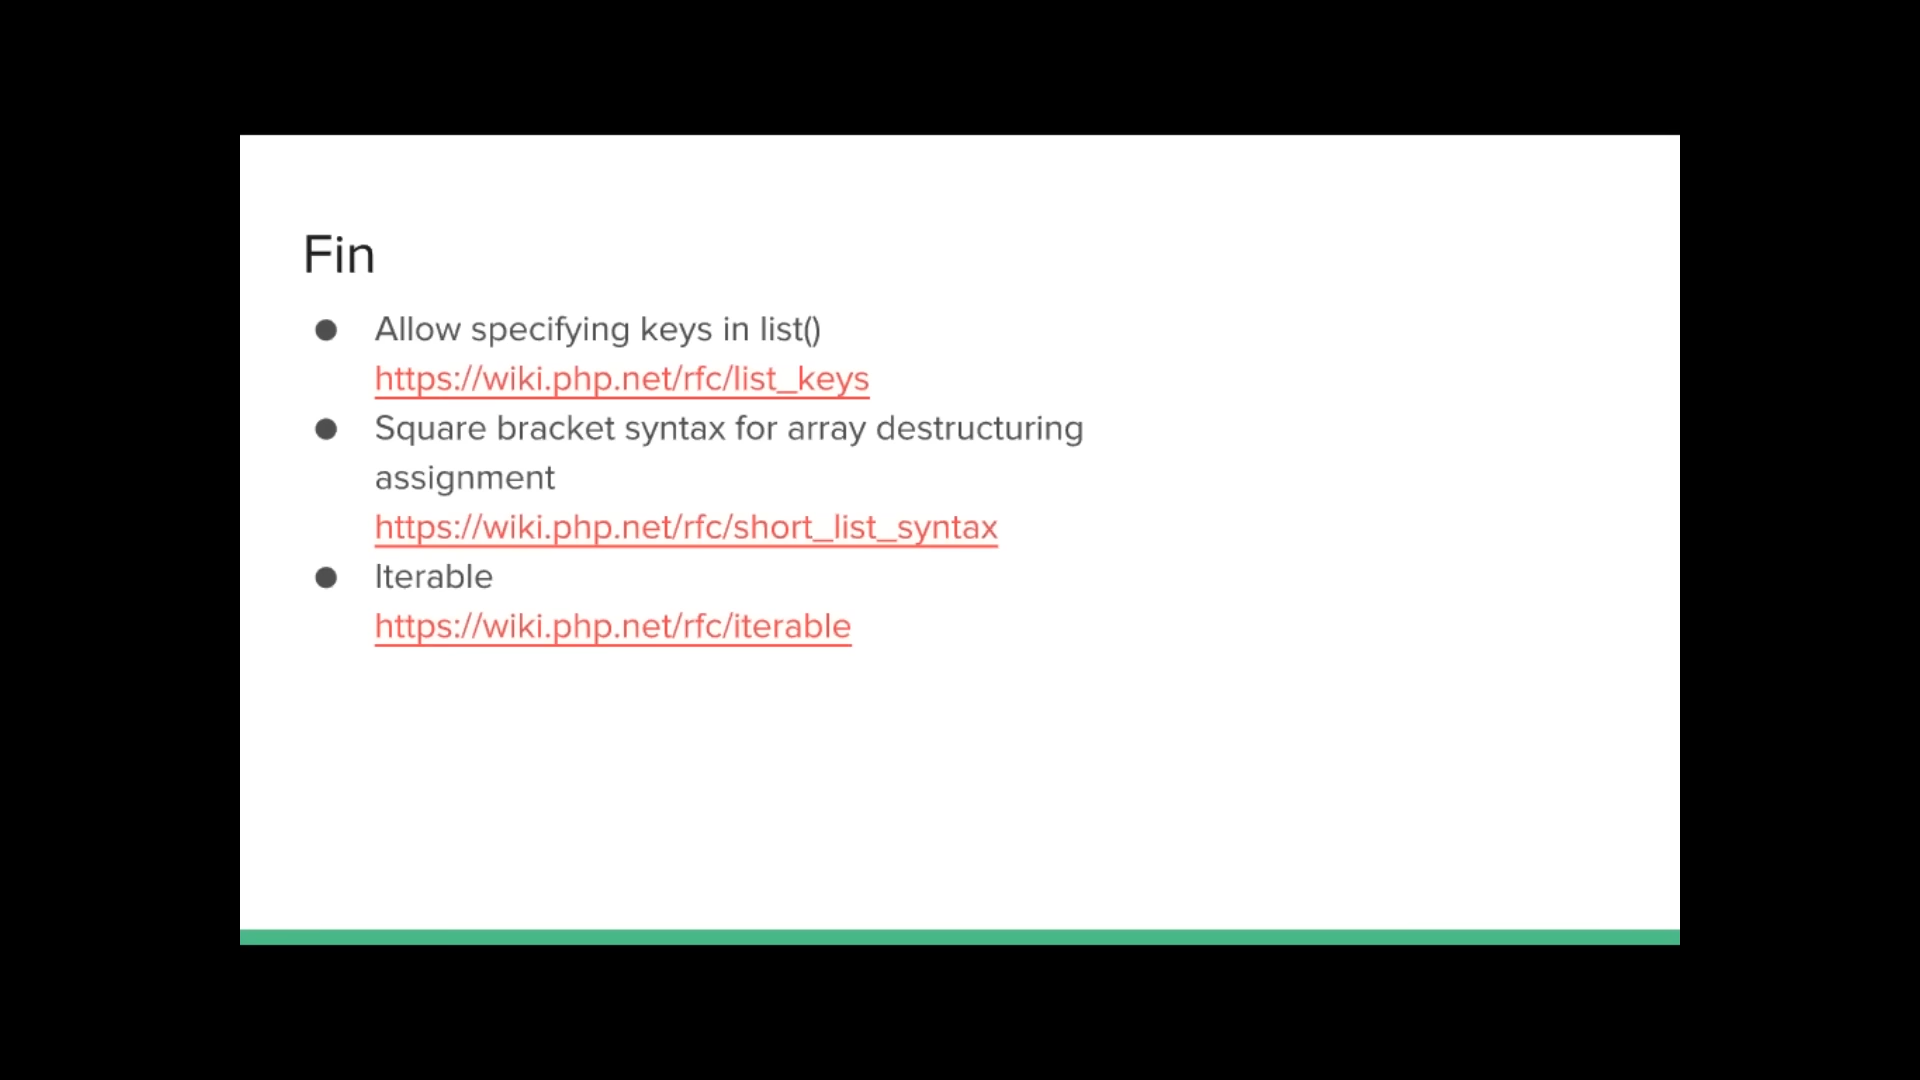 Fin
● Allow specifying keys in list()
https://wiki.php.net/rfc/list_keys
● Square bracket syntax for array destructuring
assignment
https://wiki.php.net/rfc/short_list_syntax
● Iterable
https://wiki.php.net/rfc/iterable